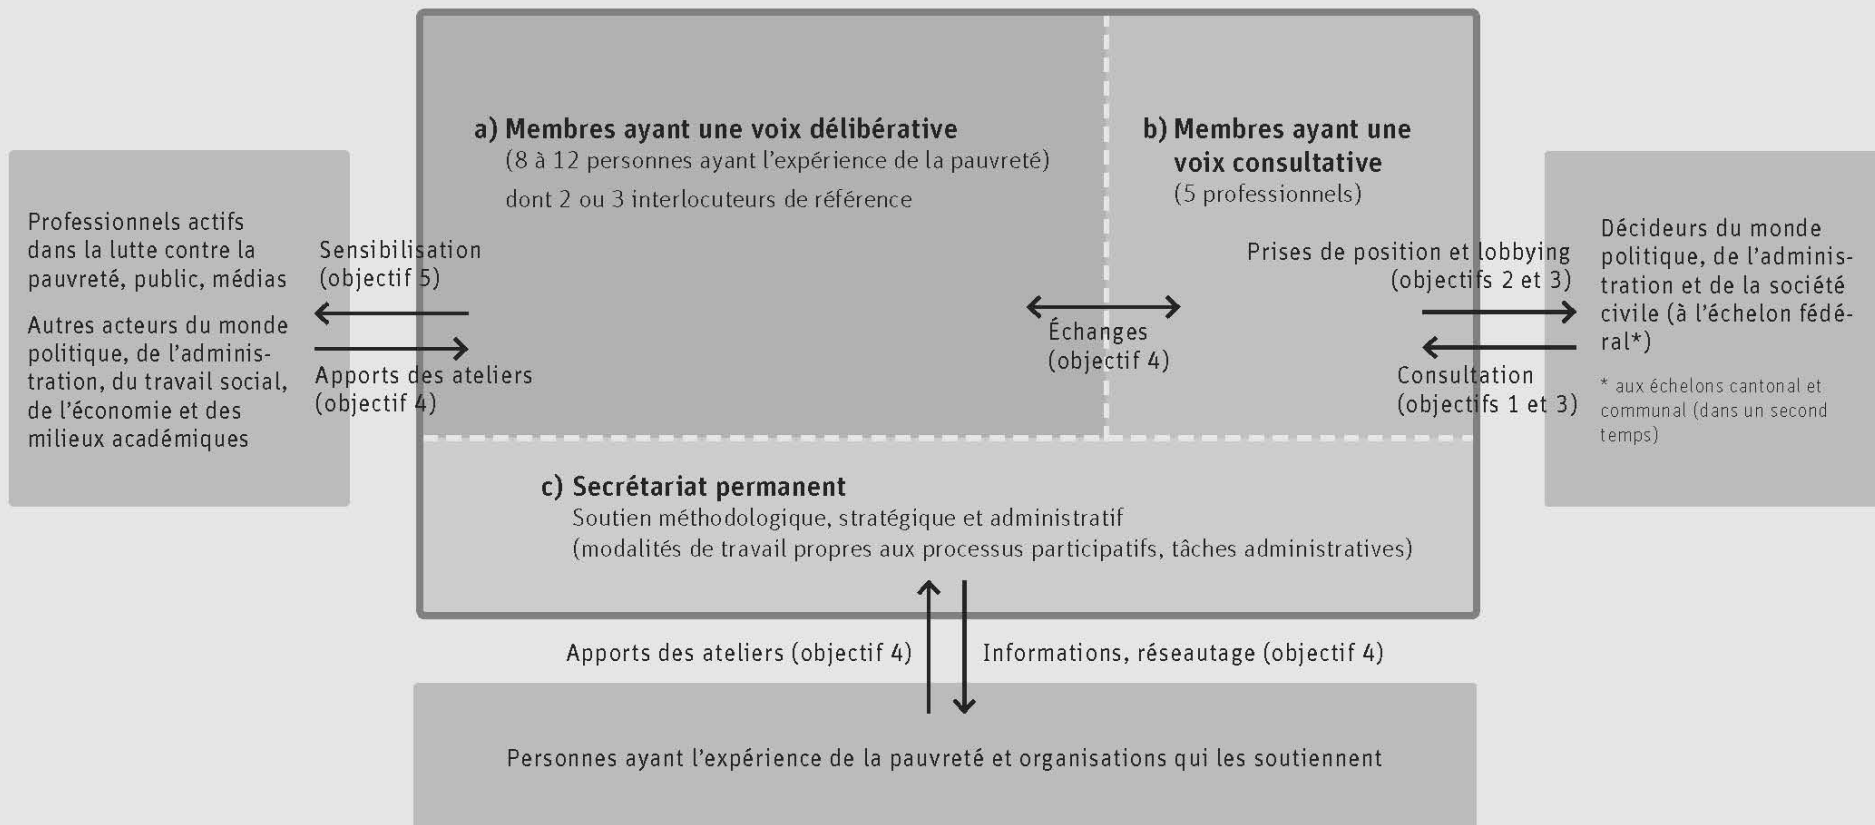 a) Membres ayant une voix délibérative
(8 à 12 personnes ayant l’expérience de la pauvreté)
dont 2 ou 3 interlocuteurs de référence
b) Membres ayant une
voix consultative
(5 professionnels)
Professionnels actifs
dans la lutte contre la
pauvreté, public, médias
Autres acteurs du monde
politique, de l’adminis-
tration, du travail social,
de l’économie et des
milieux académiques
Sensibilisation
(objectif 5)
Apports des ateliers
(objectif 4)
Échanges
(objectif 4)
Prises de position et lobbying
(objectifs 2 et 3)
Consultation
(objectifs 1 et 3)
Décideurs du monde
politique, de l’adminis-
tration et de la société
civile (à l’échelon fédé-
ral*)
* aux échelons cantonal et
communal (dans un second
temps)
c) Secrétariat permanent
Soutien méthodologique, stratégique et administratif
(modalités de travail propres aux processus participatifs, tâches administratives)
Apports des ateliers (objectif 4)
Informations, réseautage (objectif 4)
Personnes ayant l’expérience de la pauvreté et organisations qui les soutiennent